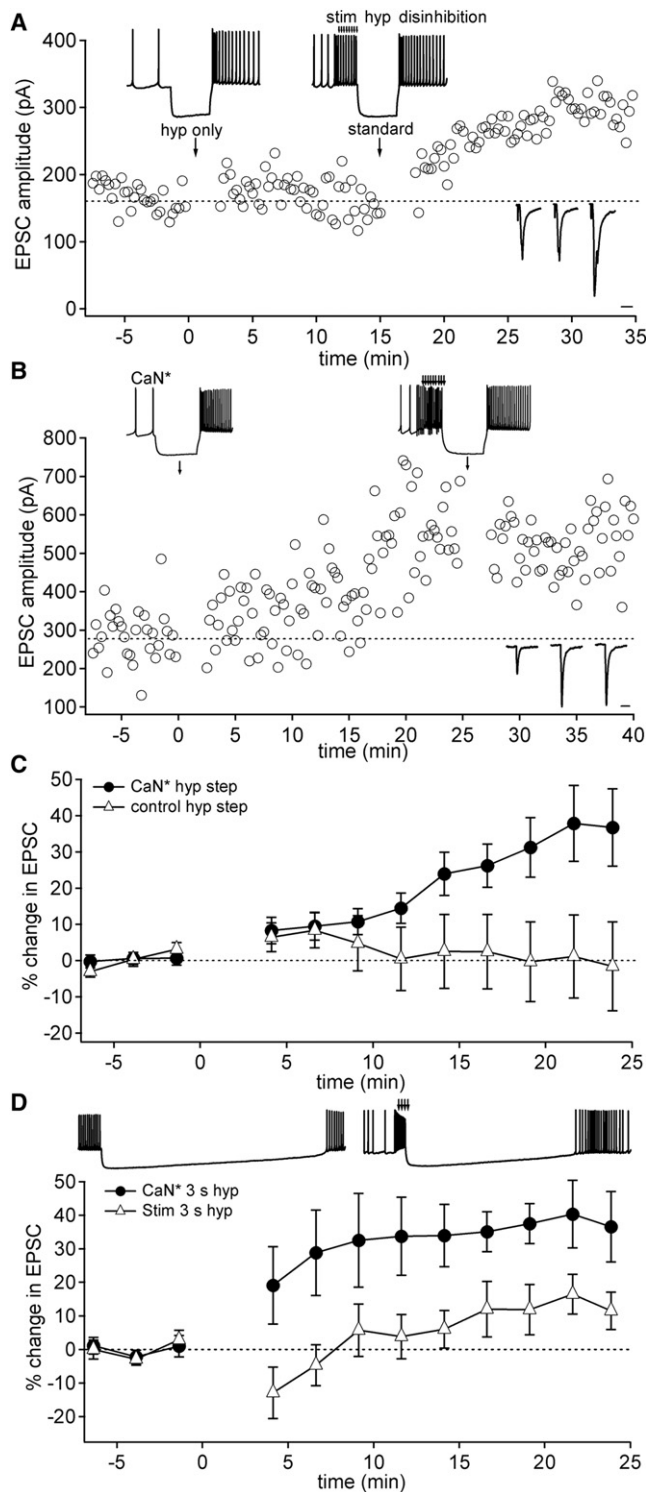 A
stim hyp disinhibition
hyp only
standard
EPSC amplitude (pA)
400
300
200
100
0
-5 0 5 10 15 20 25 30 35
time (min)
B
CaN*
EPSC amplitude (pA)
800
700
600
500
400
300
200
100
-5 0 5 10 15 20 25 30 35 40
time (min)
C
CaN* hyp step
control hyp step
% change in EPSC
50
40
30
20
10
0
-10
-20
-5 0 5 10 15 20 25
time (min)
D
CaN* 3 s hyp
Stim 3 s hyp
% change in EPSC
50
40
30
20
10
0
-10
-20
-5 0 5 10 15 20 25
time (min)